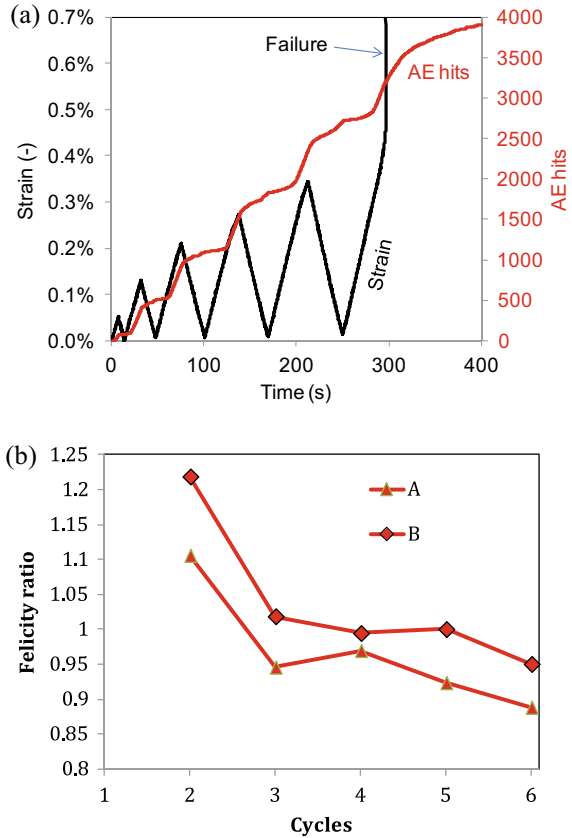 (a)
0.7%
0.6%
0.5%
0.4%
0.3%
0.2%
0.1%
0.0%
Strain (-)
Failure
AE hits
Strain
4000
3500
3000
2500
2000
1500
1000
500
0
AE hits
0 100 200 300 400
Time (s)
(b)
1.25
1.2
1.15
1.1
1.05
1
0.95
0.9
0.85
0.8
Felicity ratio
A
B
1 2 3 4 5 6
Cycles